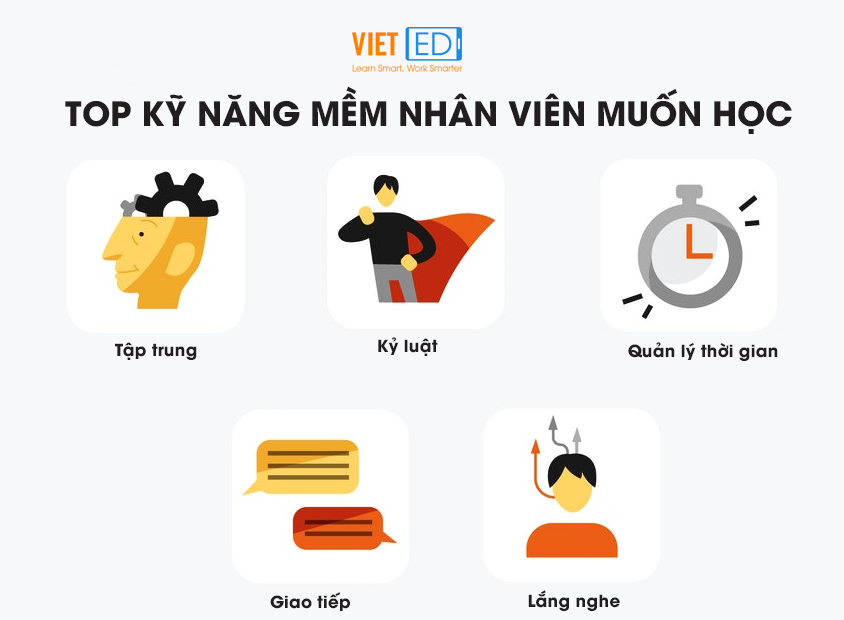 VIET ED
Learn Smart, Work Smarter
TOP KỸ NĂNG MỀM NHÂN VIÊN MUỐN HỌC
Tập trung
Kỷ luật
Quản lý thời gian
Giao tiếp
Lắng nghe